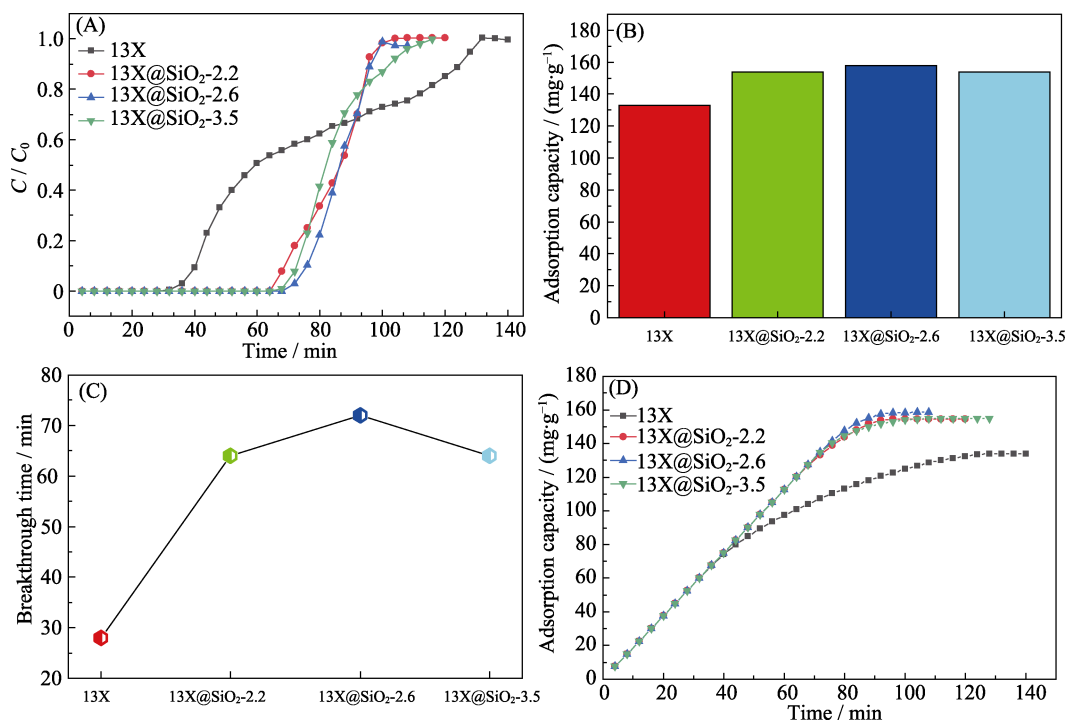 (A)
13X
13X@SiO₂-2.2
13X@SiO₂-2.6
13X@SiO₂-3.5
1.0
0.8
0.6
0.4
0.2
0
C / C₀
0 20 40 60 80 100 120 140
Time / min
(B)
180
160
140
120
100
80
60
40
20
0
Adsorption capacity / (mg·g⁻¹)
13X 13X@SiO₂-2.2 13X@SiO₂-2.6 13X@SiO₂-3.5
(C)
80
70
60
50
40
30
20
Breakthrough time / min
13X 13X@SiO₂-2.2 13X@SiO₂-2.6 13X@SiO₂-3.5
(D)
13X
13X@SiO₂-2.2
13X@SiO₂-2.6
13X@SiO₂-3.5
180
160
140
120
100
80
60
40
20
0
Adsorption capacity / (mg·g⁻¹)
0 20 40 60 80 100 120 140
Time / min